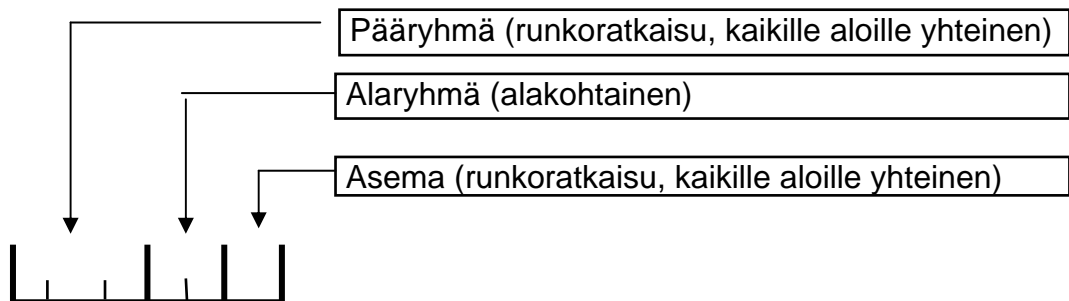 Pääryhmä (runkoratkaisu, kaikille aloille yhteinen)
Alaryhmä (alakohtainen)
Asema (runkoratkaisu, kaikille aloille yhteinen)